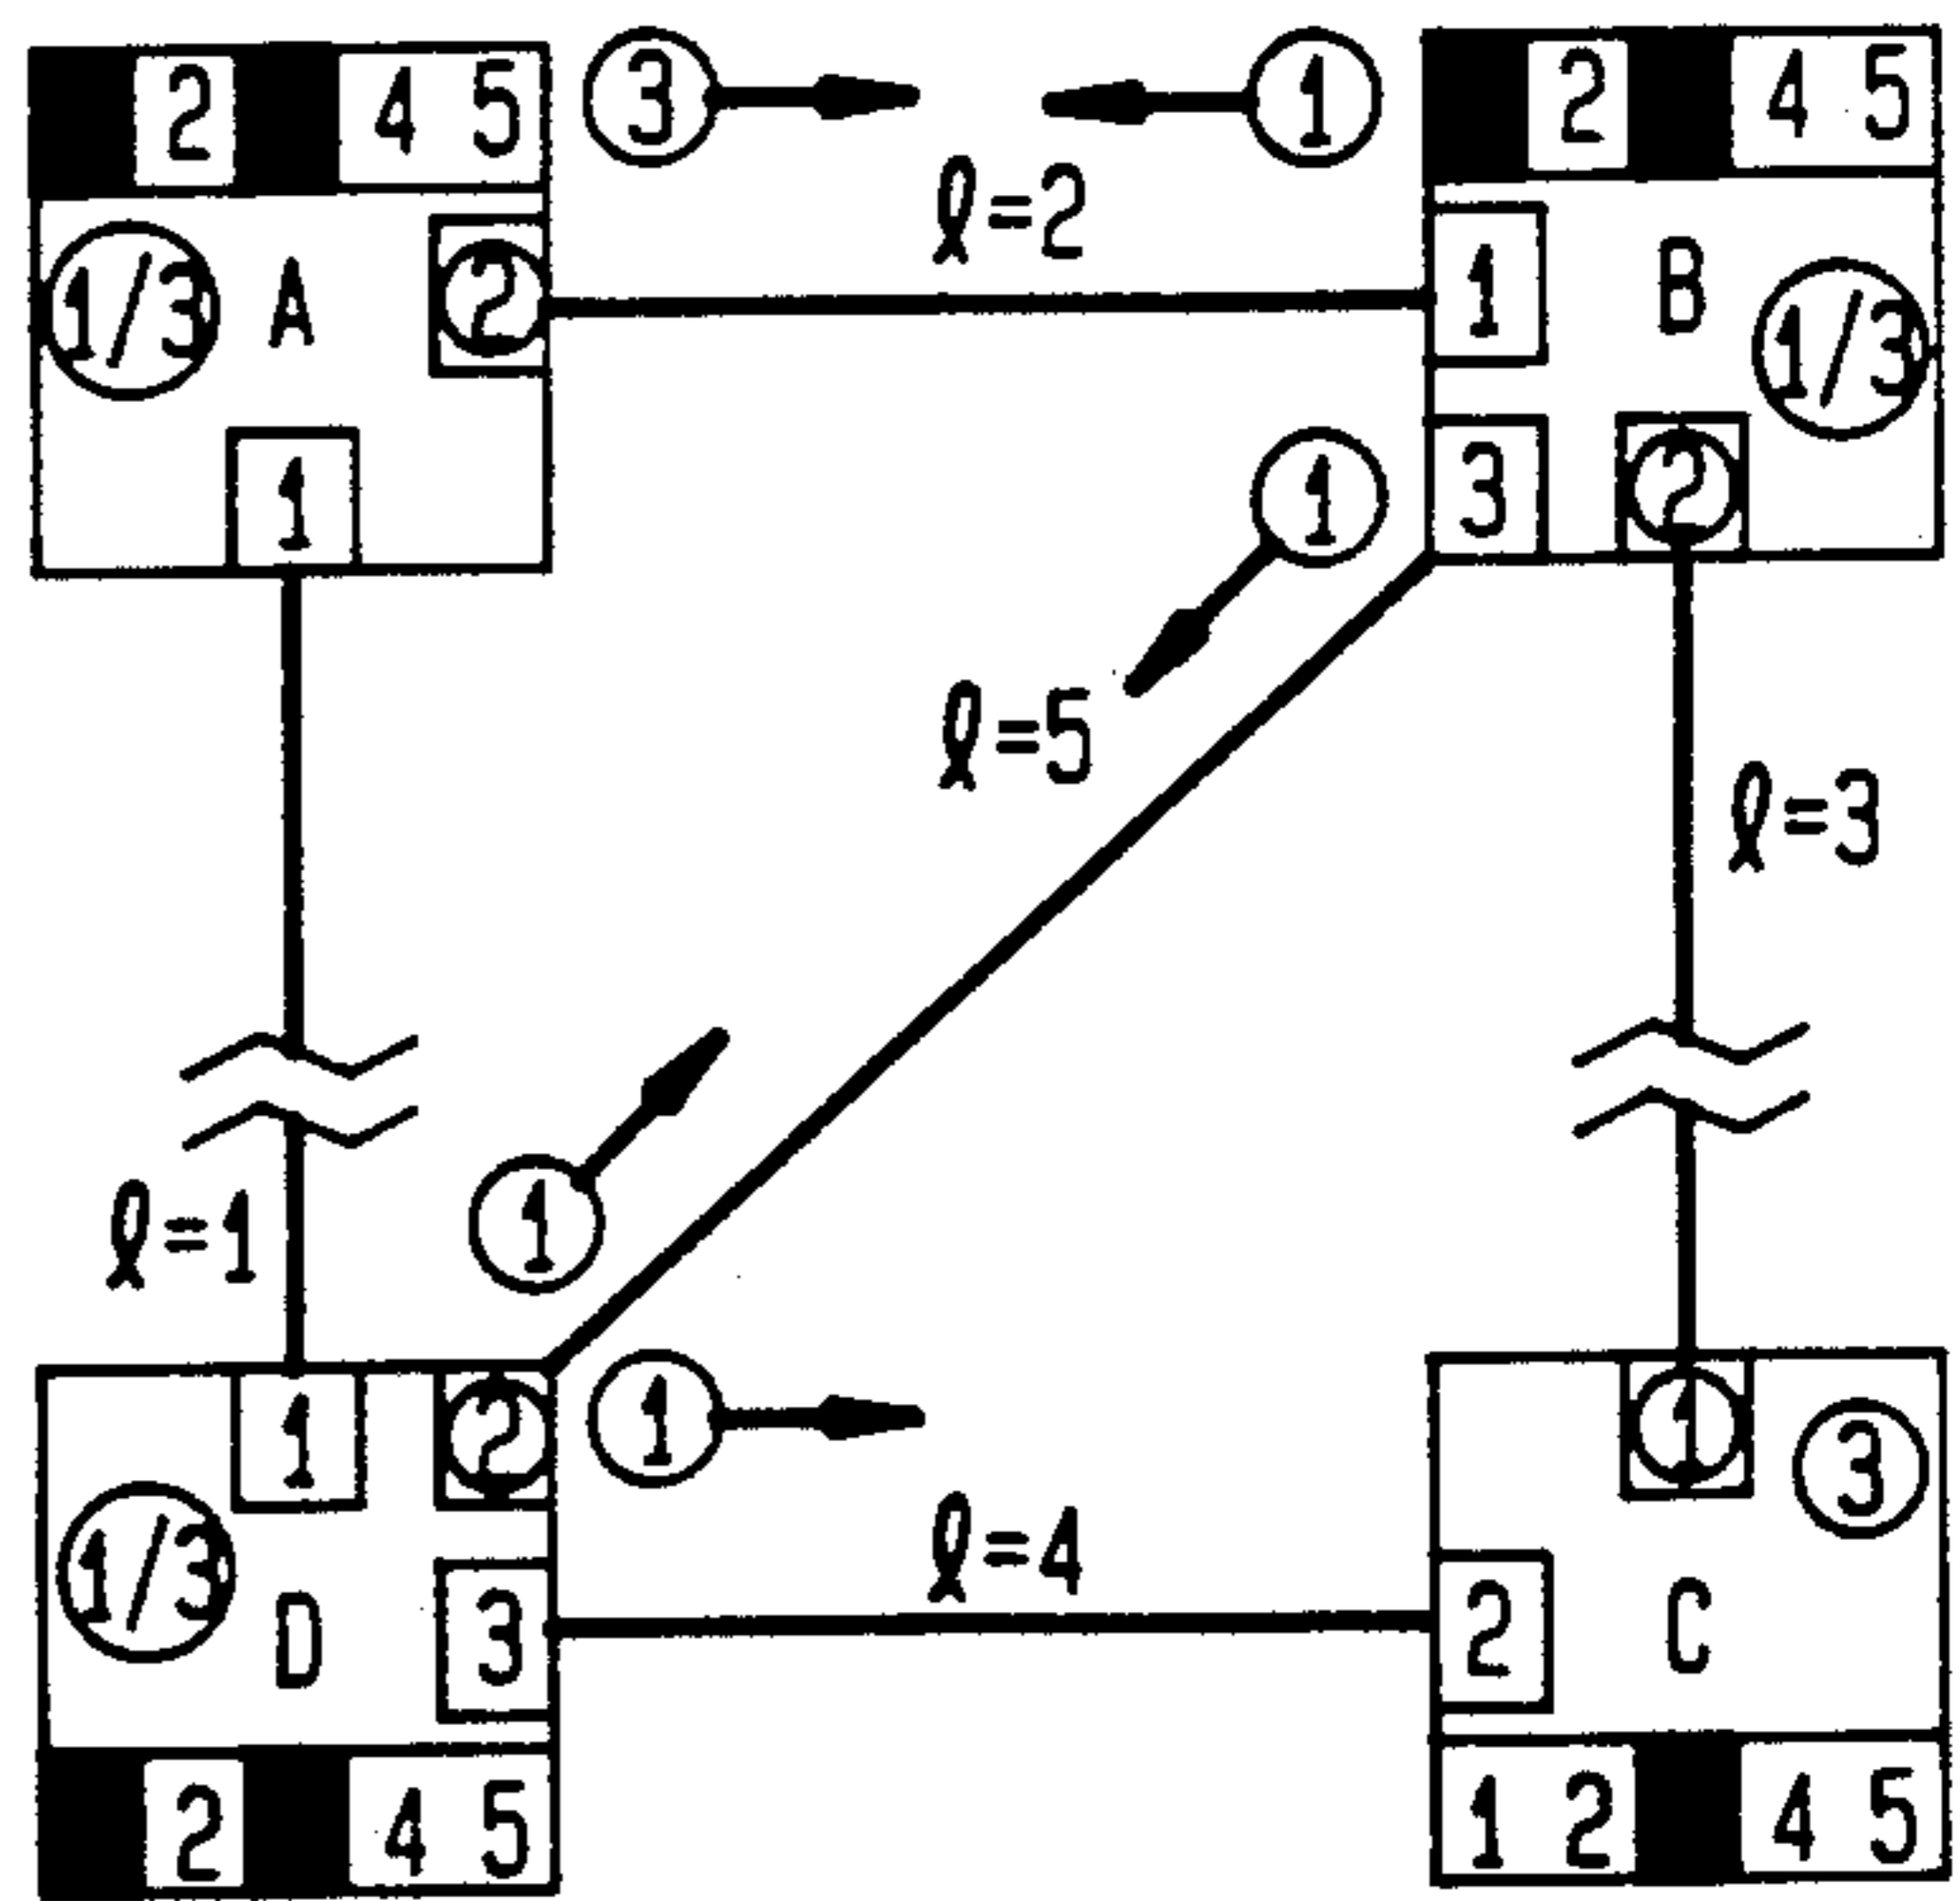 2 4 5 3 1 2 4 5
ℓ=2
1/3 A 2 1 B 1/3
1 1 3 2
ℓ=5
ℓ=3
ℓ=1
1
1 2 1 1 3
ℓ=4
1/3 D 3 2 C
2 4 5 1 2 4 5